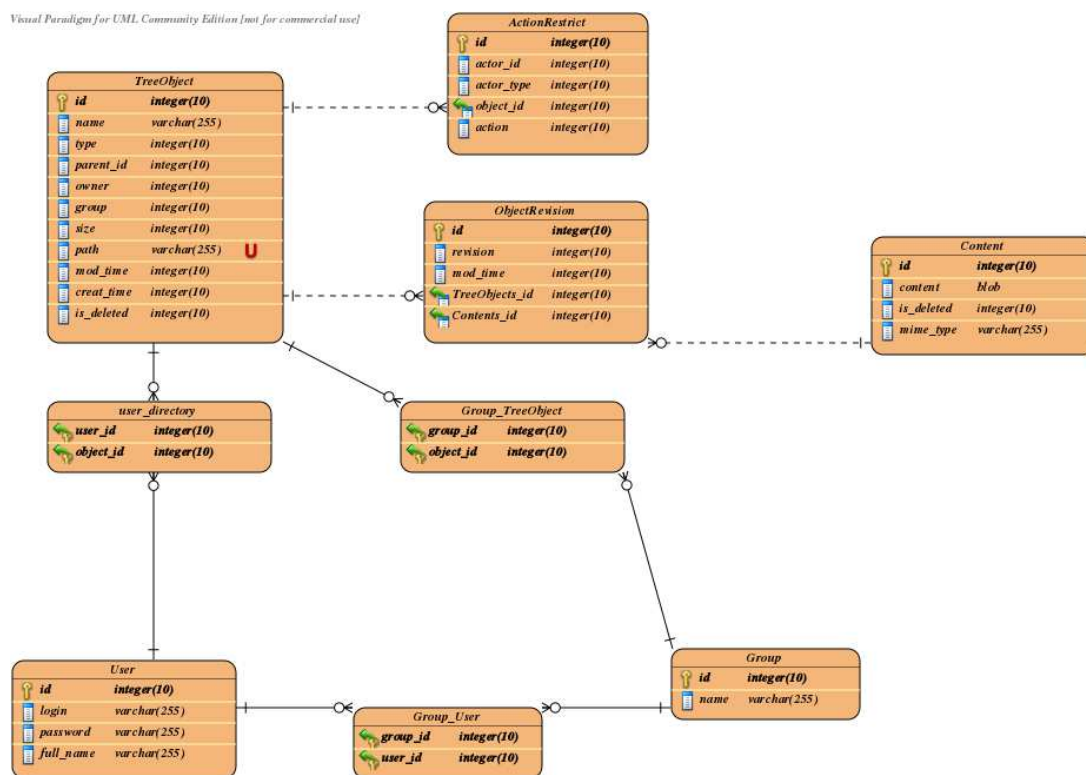 Visual Paradigm for UML Community Edition [not for commercial use]
ActionRestrict
id integer(10)
actor_id integer(10)
actor_type integer(10)
object_id integer(10)
action integer(10)
TreeObject
id integer(10)
name varchar(255)
type integer(10)
parent_id integer(10)
owner integer(10)
group integer(10)
size integer(10)
path varchar(255) U
mod_time integer(10)
creat_time integer(10)
is_deleted integer(10)
ObjectRevision
id integer(10)
revision integer(10)
mod_time integer(10)
TreeObjects_id integer(10)
Contents_id integer(10)
Content
id integer(10)
content blob
is_deleted integer(10)
mime_type varchar(255)
user_directory
user_id integer(10)
object_id integer(10)
Group_TreeObject
group_id integer(10)
object_id integer(10)
User
id integer(10)
login varchar(255)
password varchar(255)
full_name varchar(255)
Group_User
group_id integer(10)
user_id integer(10)
Group
id integer(10)
name varchar(255)